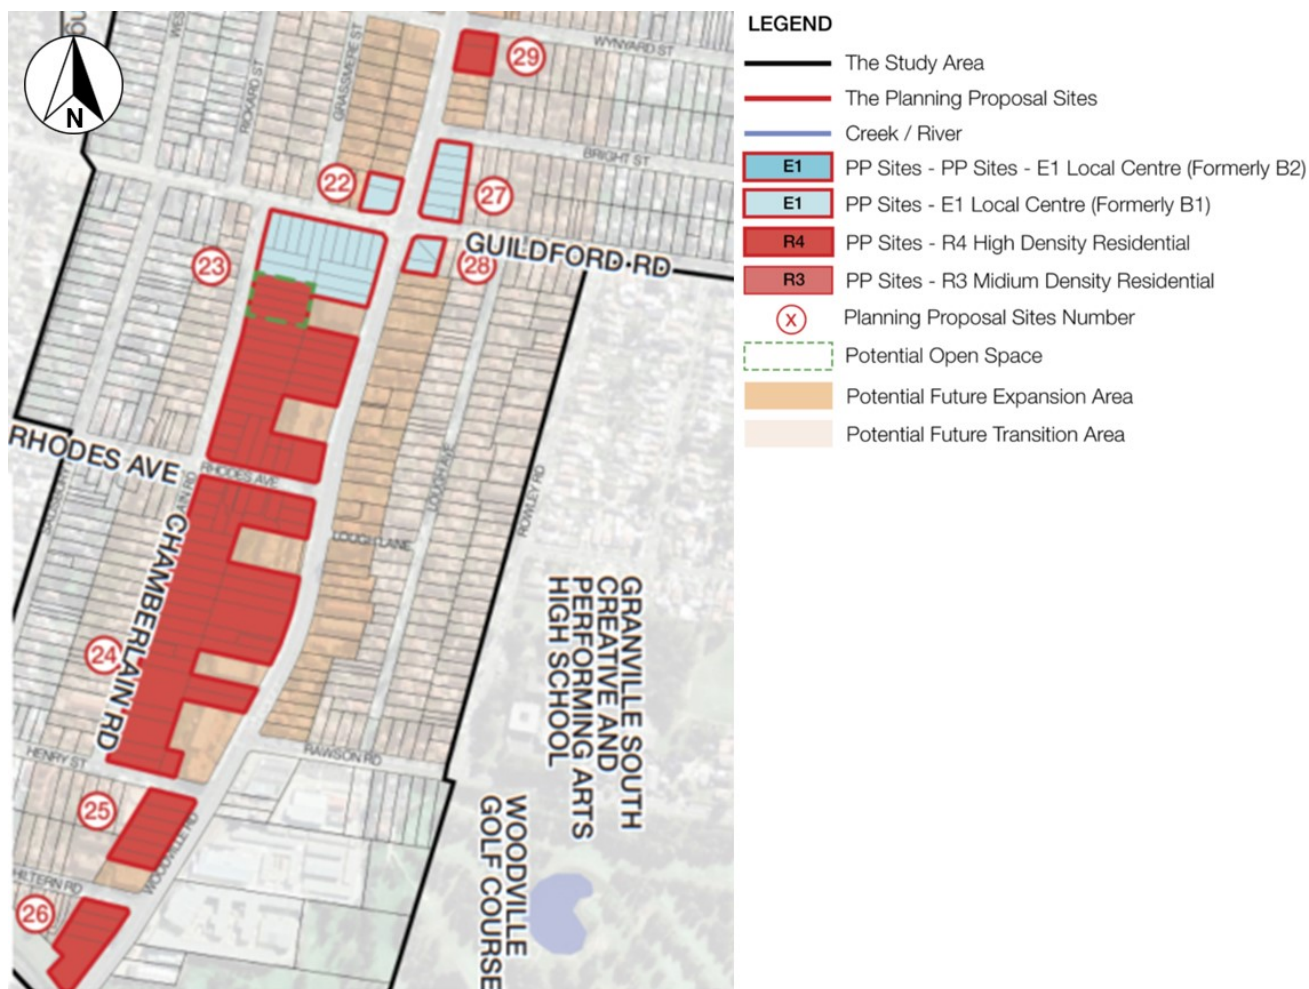 N
RICKARD ST
GRASSMERE ST
WYNYARD ST
29
BRIGHT ST
22
27
GUILDFORD RD
23
28
RHODES AVE
RHODES AVE
LOUGH AVE
ROWLEY RD
LOUGH LANE
CHAMBERLAIN RD
24
GRANVILLE SOUTH
CREATIVE AND
PERFORMING ARTS
HIGH SCHOOL
HENRY ST
RAWSON RD
25
WOODVILLE RD
WOODVILLE
GOLF COURSE
HILTERN RD
26
LEGEND
The Study Area
The Planning Proposal Sites
Creek / River
E1 PP Sites - PP Sites - E1 Local Centre (Formerly B2)
E1 PP Sites - E1 Local Centre (Formerly B1)
R4 PP Sites - R4 High Density Residential
R3 PP Sites - R3 Midium Density Residential
X Planning Proposal Sites Number
Potential Open Space
Potential Future Expansion Area
Potential Future Transition Area